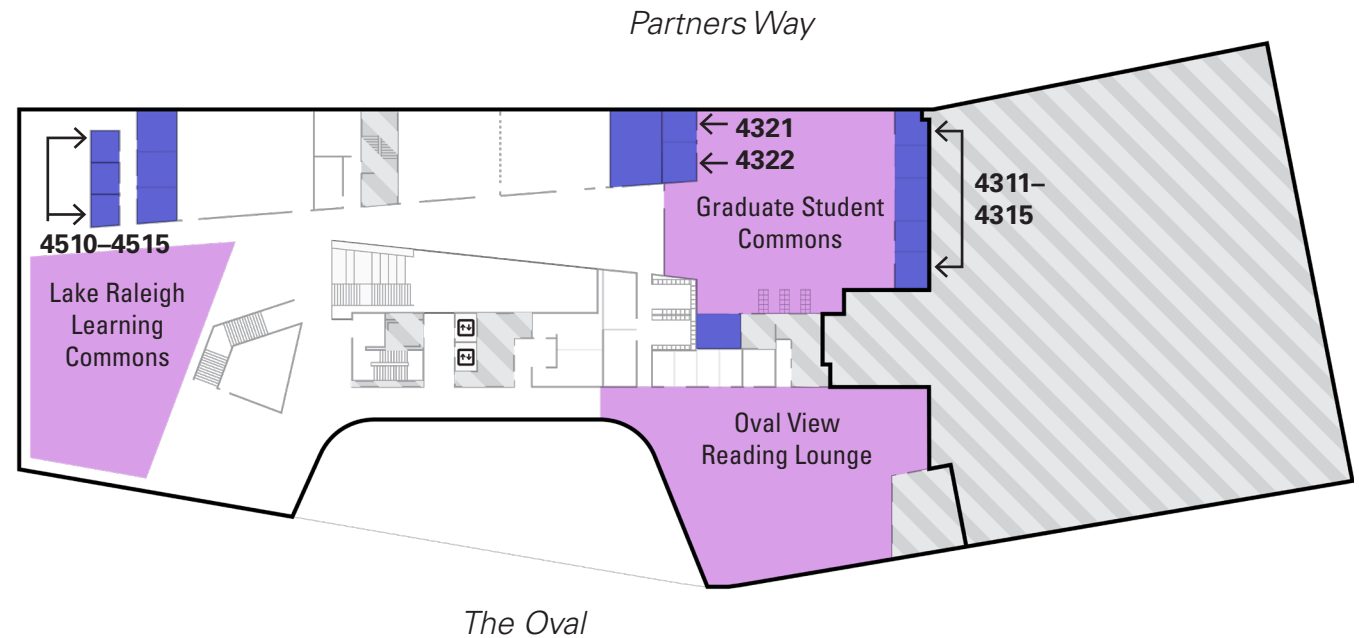 Partners Way
4321
4322
4311–
4315
Graduate Student
Commons
4510–4515
Lake Raleigh
Learning
Commons
Oval View
Reading Lounge
The Oval